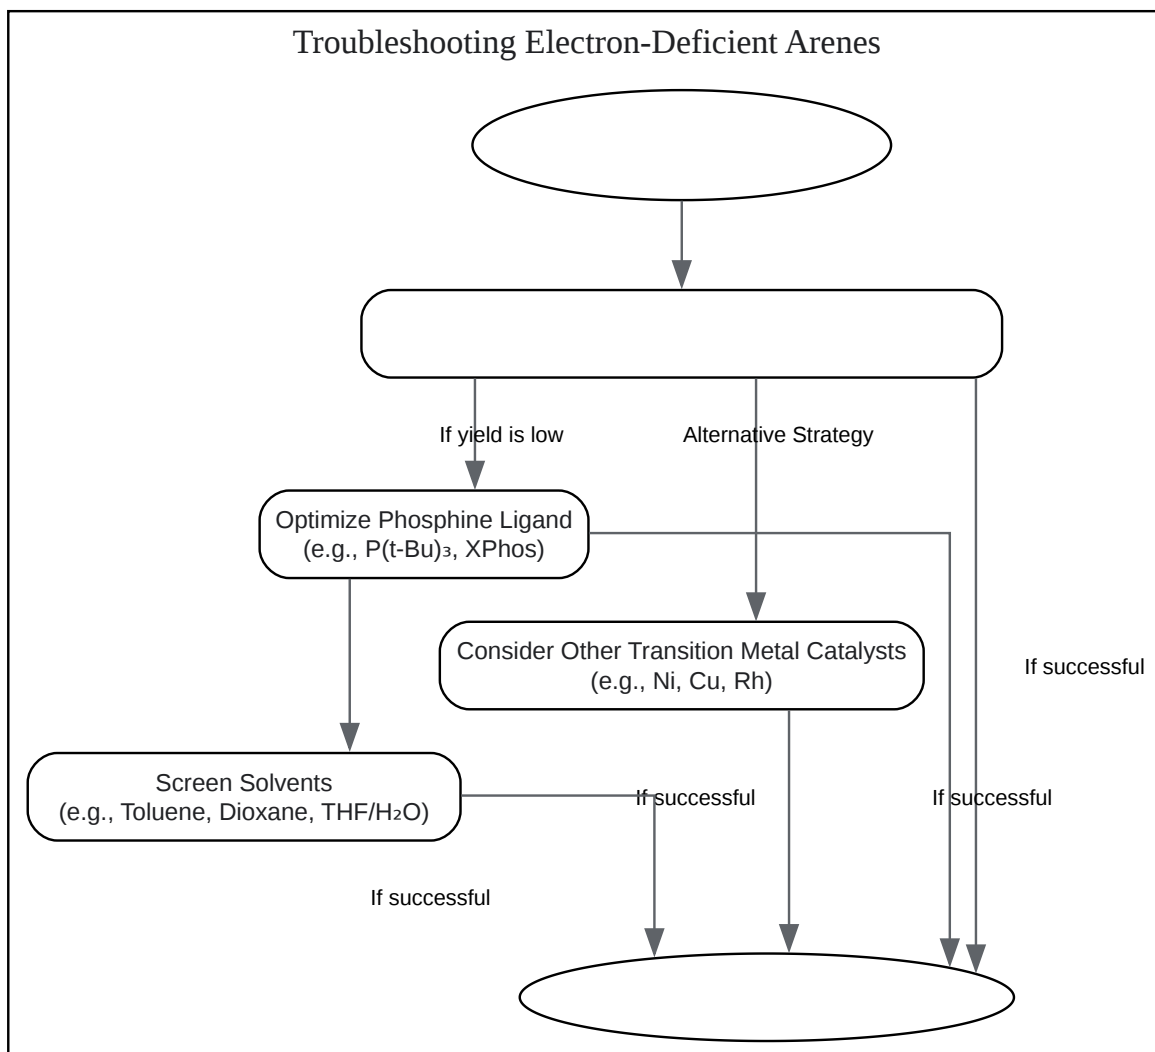 Troubleshooting Electron-Deficient Arenes
If yield is low
Alternative Strategy
Optimize Phosphine Ligand
(e.g., P(t-Bu)₃, XPhos)
Consider Other Transition Metal Catalysts
(e.g., Ni, Cu, Rh)
If successful
Screen Solvents
(e.g., Toluene, Dioxane, THF/H₂O)
If successful
If successful
If successful